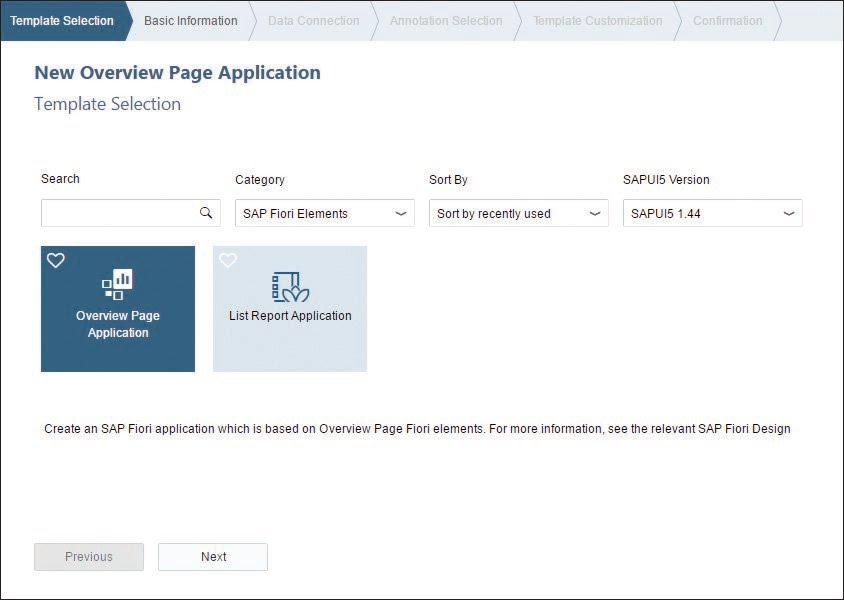 Template Selection Basic Information Data Connection Annotation Selection Template Customization Confirmation
New Overview Page Application
Template Selection
Search Category Sort By SAPUI5 Version
SAP Fiori Elements Sort by recently used SAPUI5 1.44
Overview Page
Application
List Report Application
Create an SAP Fiori application which is based on Overview Page Fiori elements. For more information, see the relevant SAP Fiori Design
Previous Next